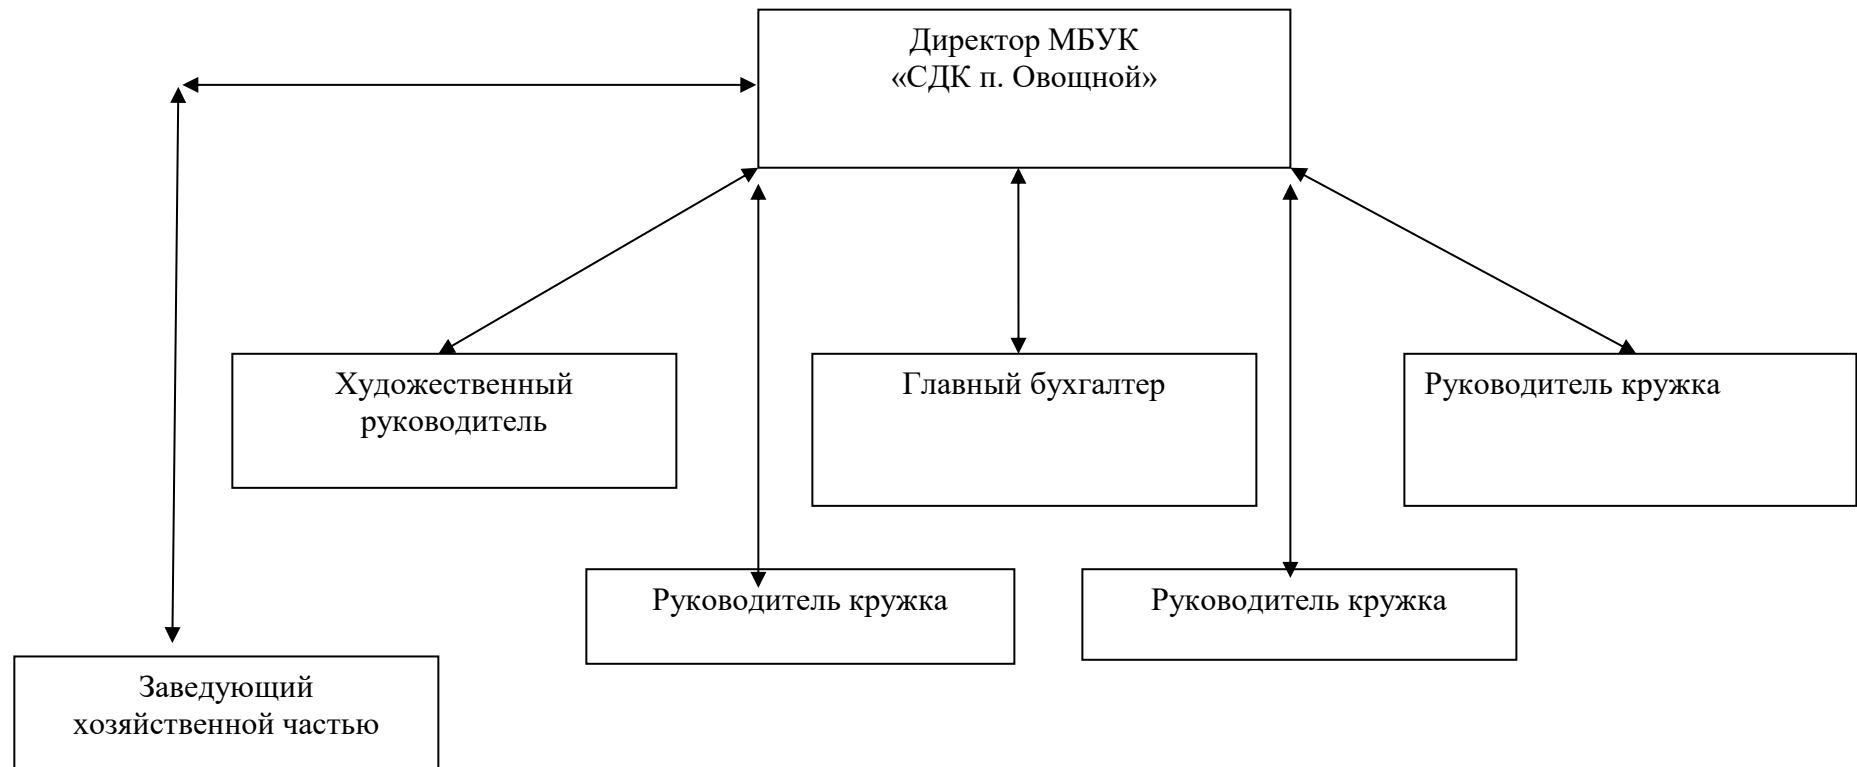 Директор МБУК
«СДК п. Овощной»
Художественный
руководитель
Главный бухгалтер
Руководитель кружка
Руководитель кружка
Руководитель кружка
Заведующий
хозяйственной частью